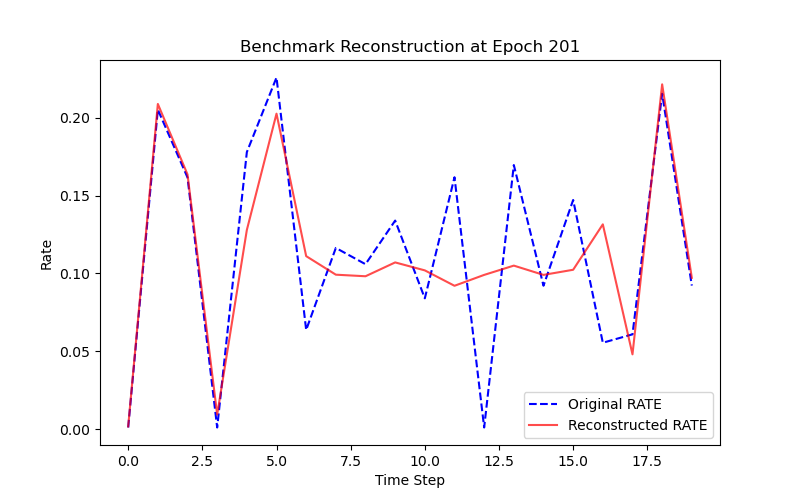 Benchmark Reconstruction at Epoch 201
Rate
0.20
0.15
0.10
0.05
0.00
Original RATE
Reconstructed RATE
0.0 2.5 5.0 7.5 10.0 12.5 15.0 17.5
Time Step